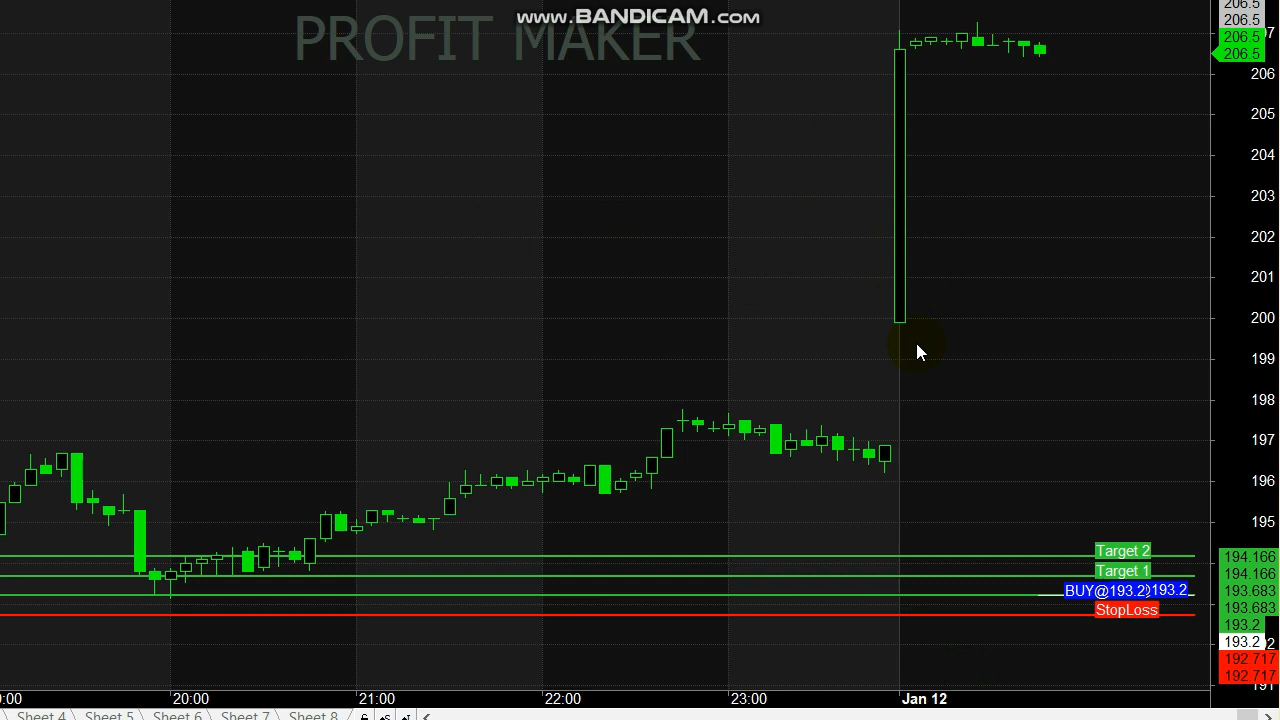 www.BANDICAM.com
PROFIT MAKER
206.5
206.5
206.5
206.5
206
205
204
203
202
201
200
199
198
197
196
195
Target 2
194.166
Target 1
194.166
BUY@193.2
193.2
193.683
StopLoss
193.683
193.2
193.2
192.717
192.717
191
:00
20:00
21:00
22:00
23:00
Jan 12
Sheet 4
Sheet 5
Sheet 6
Sheet 7
Sheet 8